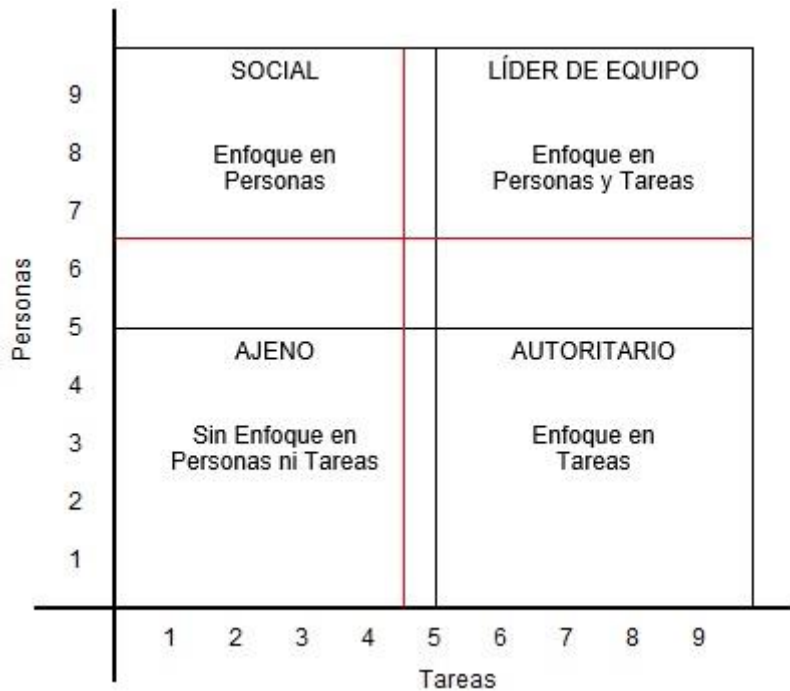 SOCIAL
LÍDER DE EQUIPO
Enfoque en
Personas
Enfoque en
Personas y Tareas
AJENO
AUTORITARIO
Sin Enfoque en
Personas ni Tareas
Enfoque en
Tareas
Personas
9
8
7
6
5
4
3
2
1
1 2 3 4 5 6 7 8 9
Tareas